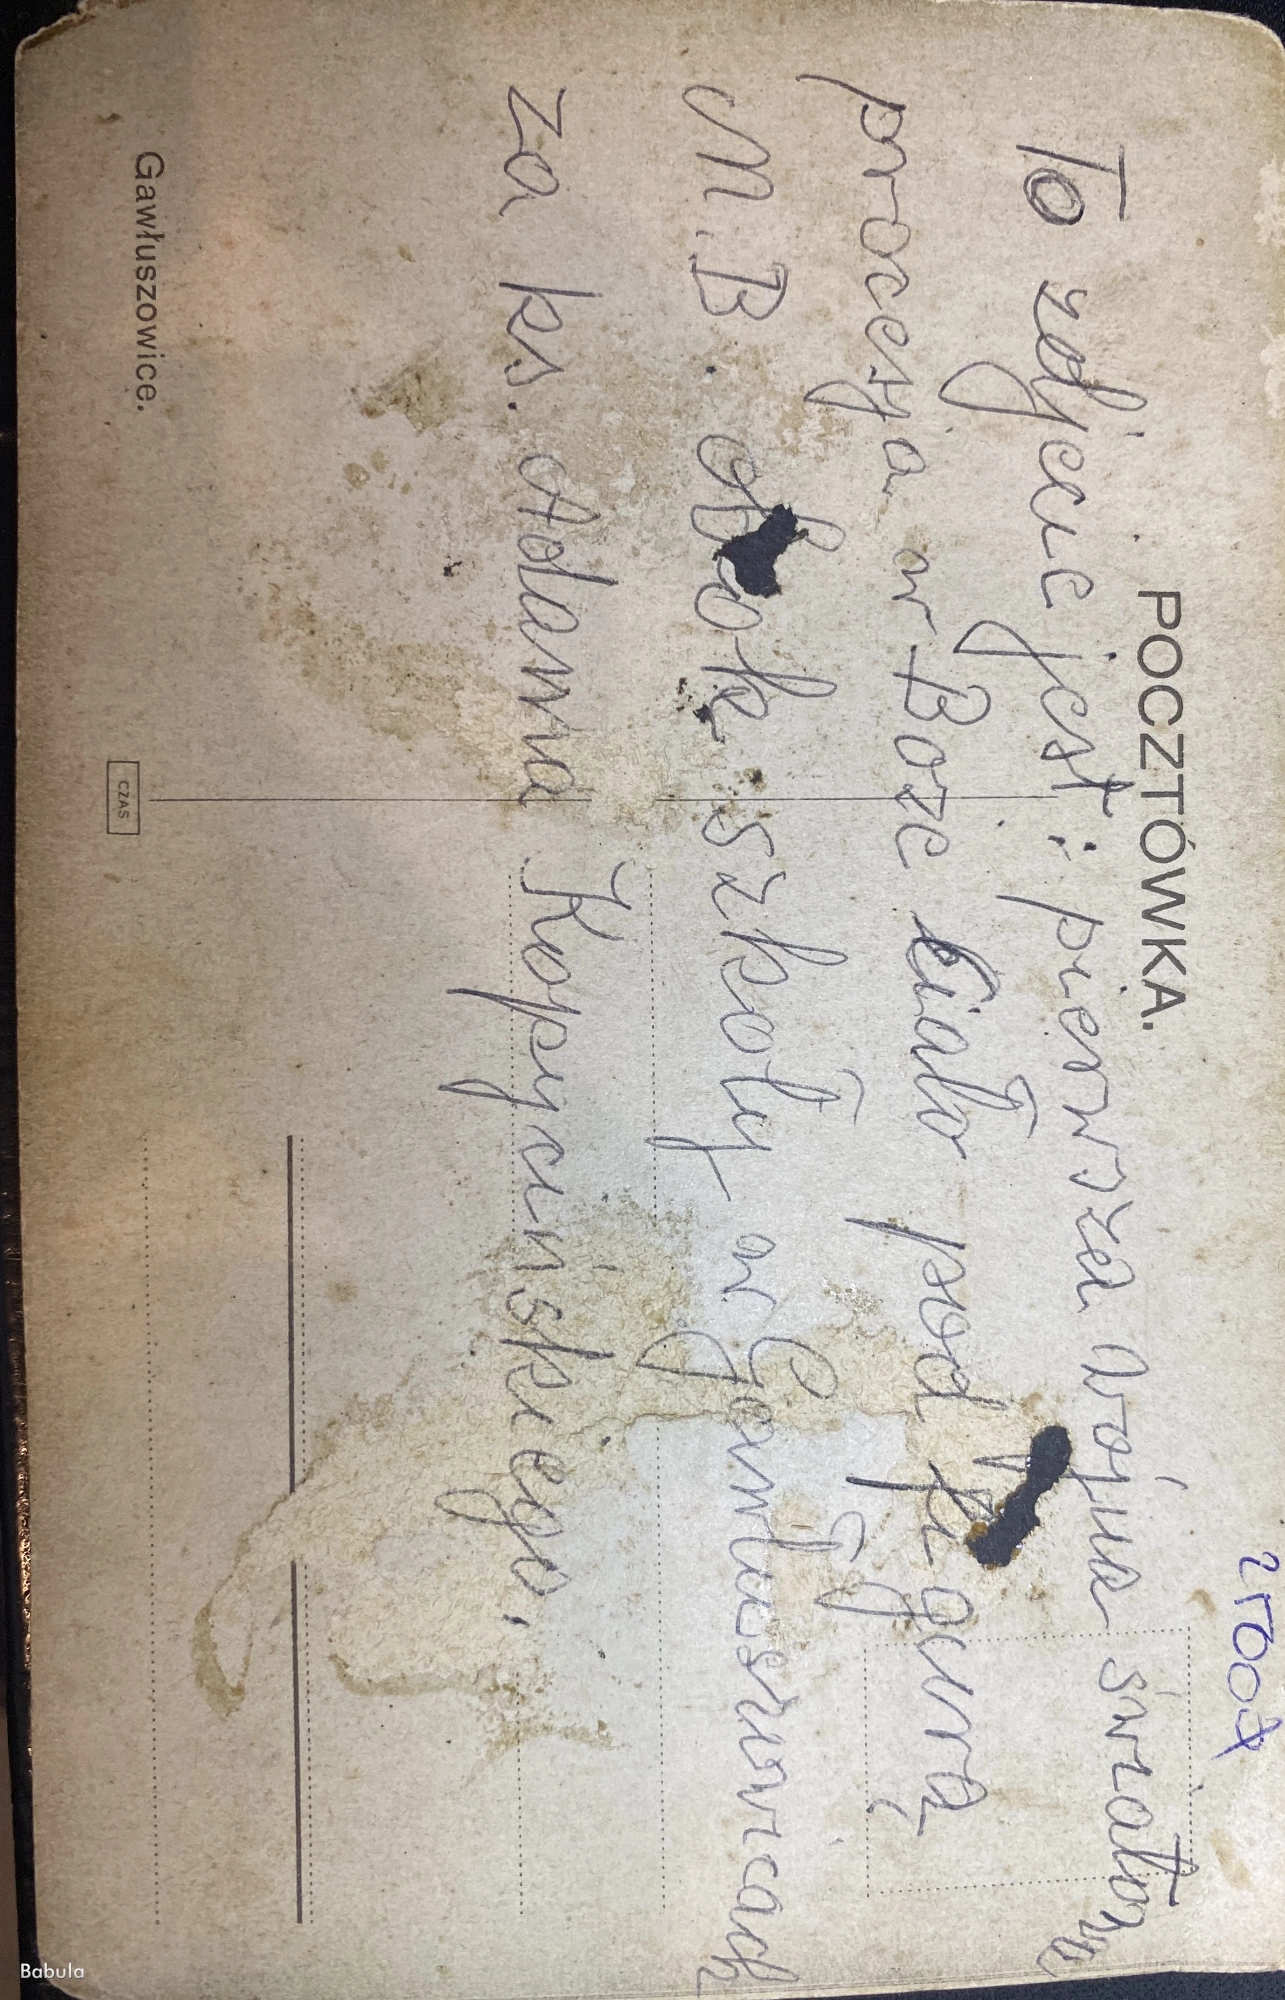 POCZTÓWKA.
To zdjęcie jest: pierwsza wojna światowa
procesja w Boże Ciało pod figurą
M.B. obok szkoły w Gawłuszowicach
za ks. Adama Kopycińskiego,
Gawłuszowice.
CZAS
Babula